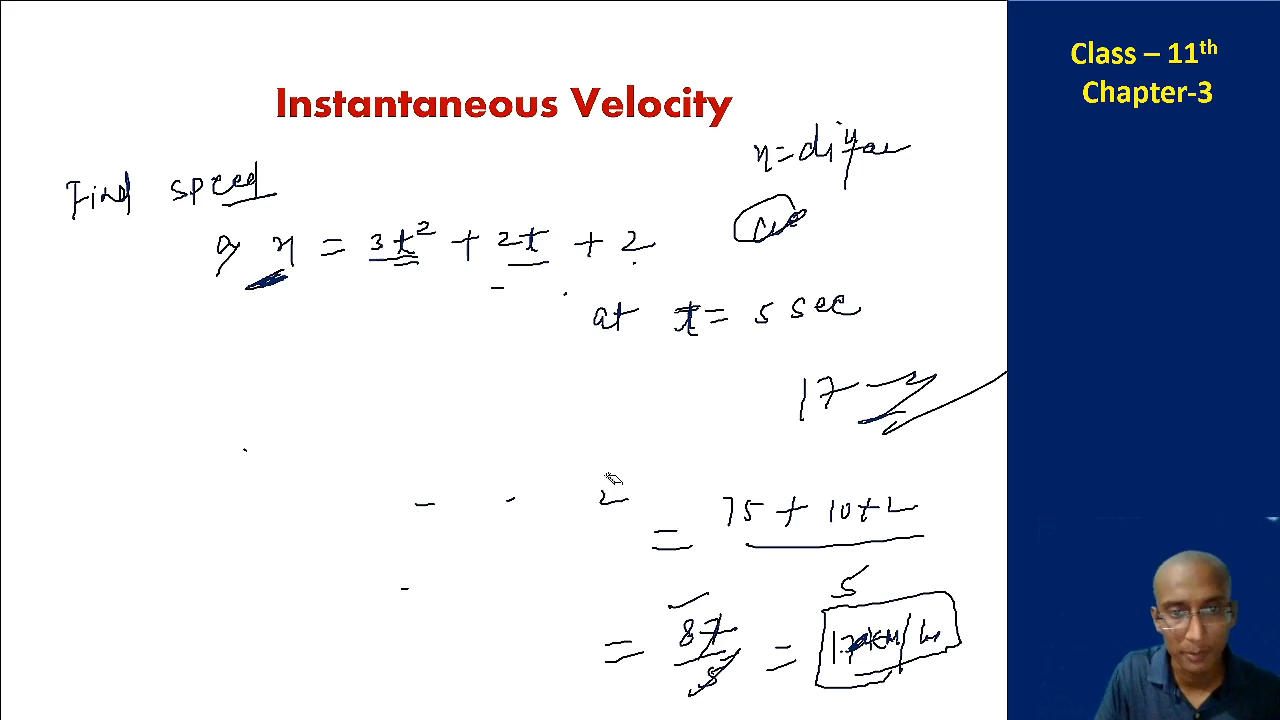 Instantaneous Velocity
Class – 11th
Chapter-3
Find speed
x = 3t² + 2t + 2
at t = 5 sec
17
2
= 75 + 10 + 2
5
= 87 =
5